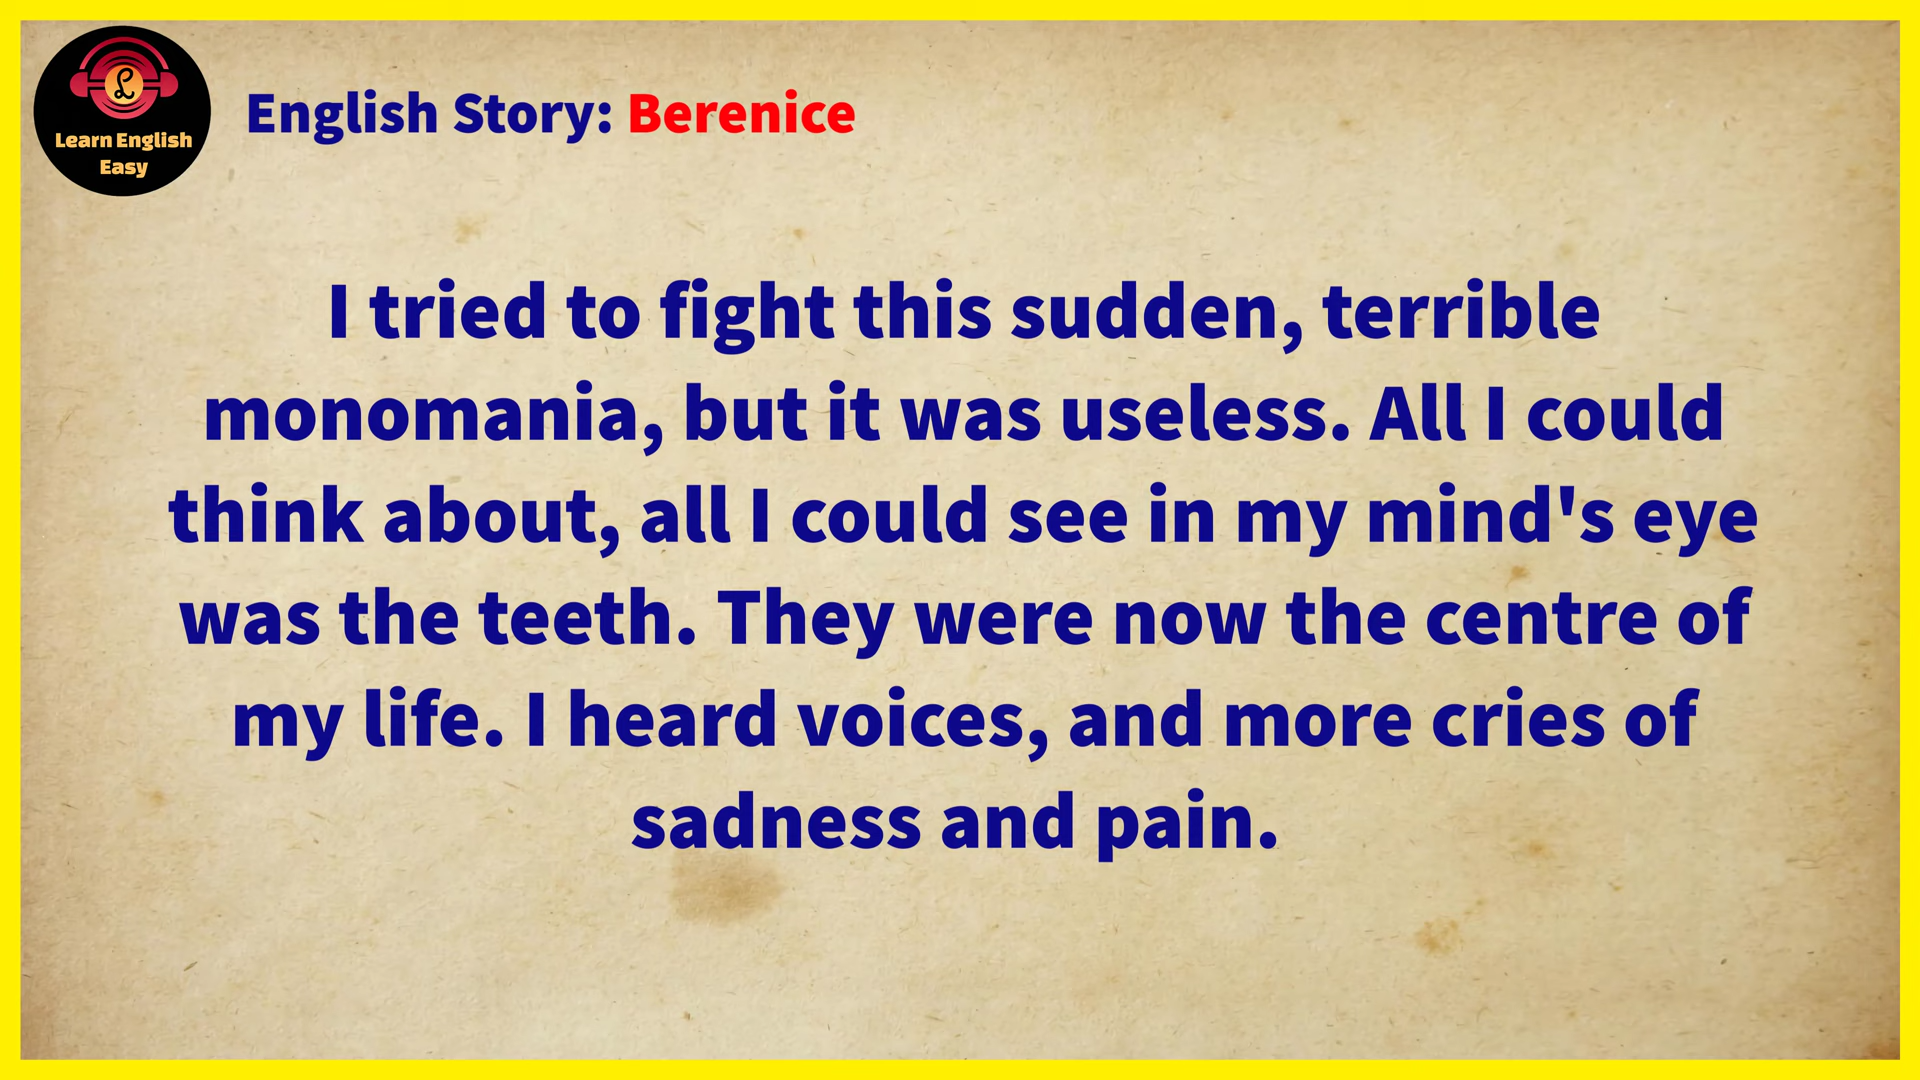 Learn English
Easy
English Story: Berenice
I tried to fight this sudden, terrible
monomania, but it was useless. All I could
think about, all I could see in my mind's eye
was the teeth. They were now the centre of
my life. I heard voices, and more cries of
sadness and pain.